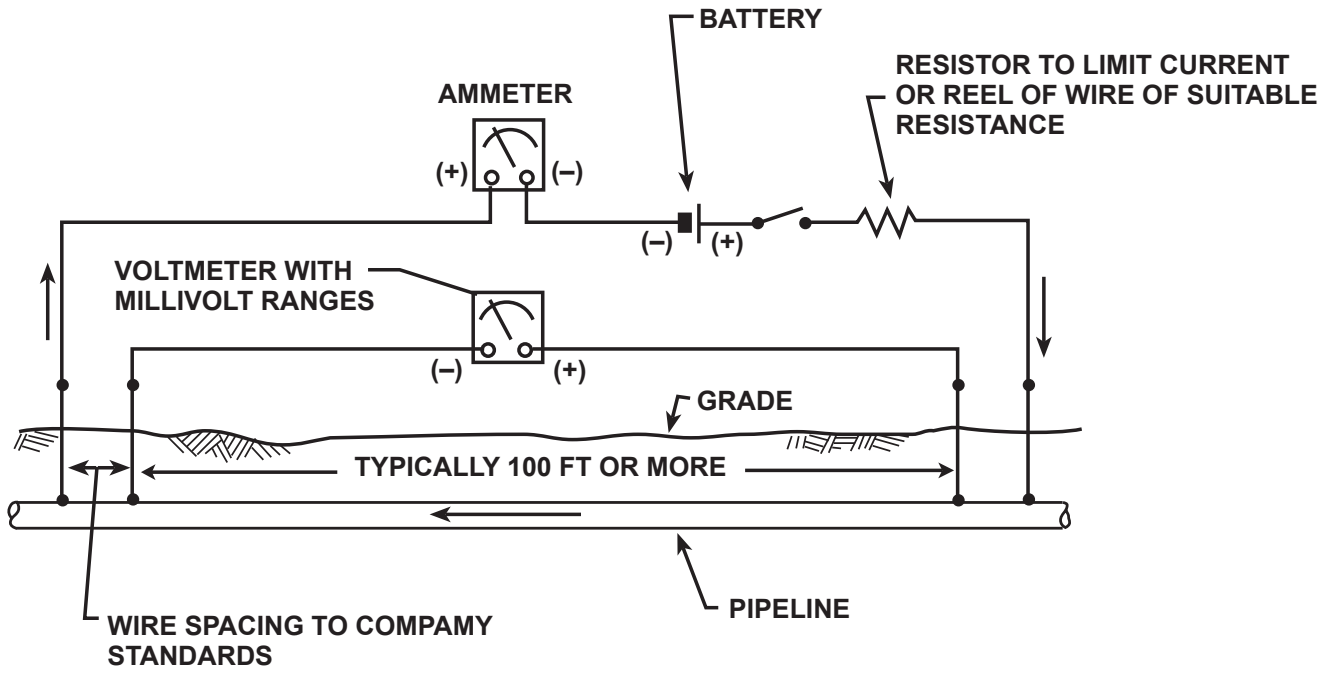 BATTERY
RESISTOR TO LIMIT CURRENT
OR REEL OF WIRE OF SUITABLE
RESISTANCE
AMMETER
(+)
(–)
(–)
(+)
VOLTMETER WITH
MILLIVOLT RANGES
(–)
(+)
GRADE
TYPICALLY 100 FT OR MORE
PIPELINE
WIRE SPACING TO COMPAMY
STANDARDS